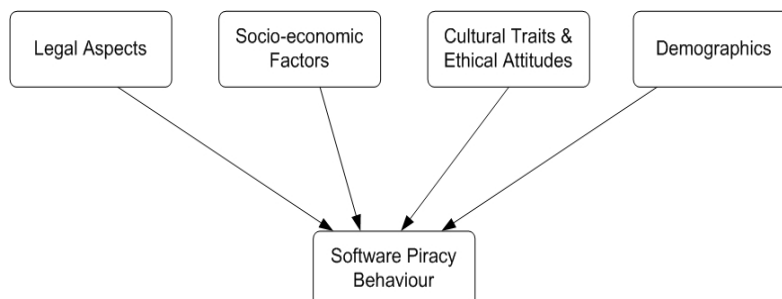 Legal Aspects
Socio-economic
Factors
Cultural Traits &
Ethical Attitudes
Demographics
Software Piracy
Behaviour